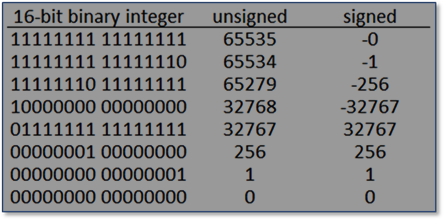 16-bit binary integer unsigned signed
11111111 11111111 65535 -0
11111111 11111110 65534 -1
11111110 11111111 65279 -256
10000000 00000000 32768 -32767
01111111 11111111 32767 32767
00000001 00000000 256 256
00000000 00000001 1 1
00000000 00000000 0 0